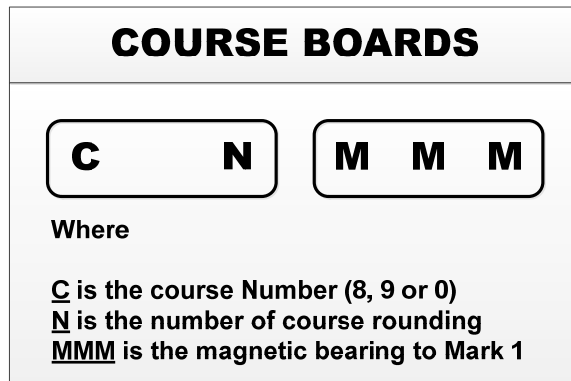 COURSE BOARDS
C N M M M
Where
C is the course Number (8, 9 or 0)
N is the number of course rounding
MMM is the magnetic bearing to Mark 1